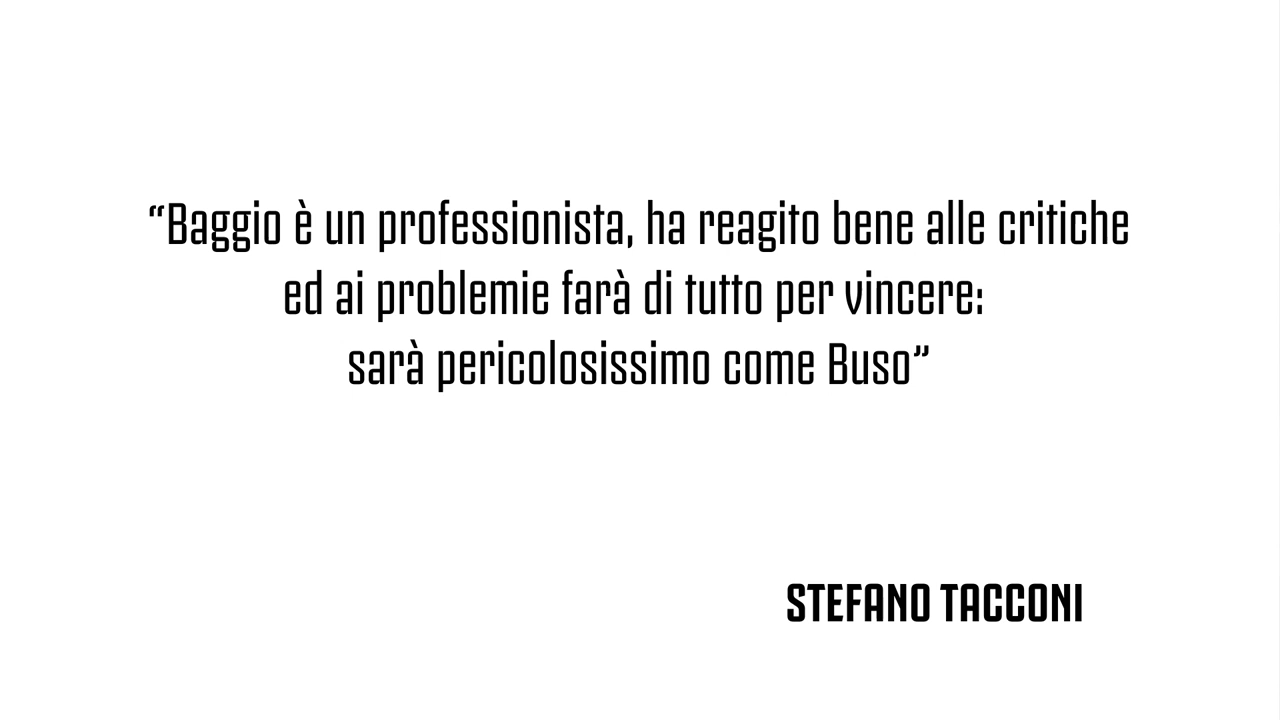 “Baggio è un professionista, ha reagito bene alle critiche
ed ai problemie farà di tutto per vincere:
sarà pericolosissimo come Buso”
STEFANO TACCONI